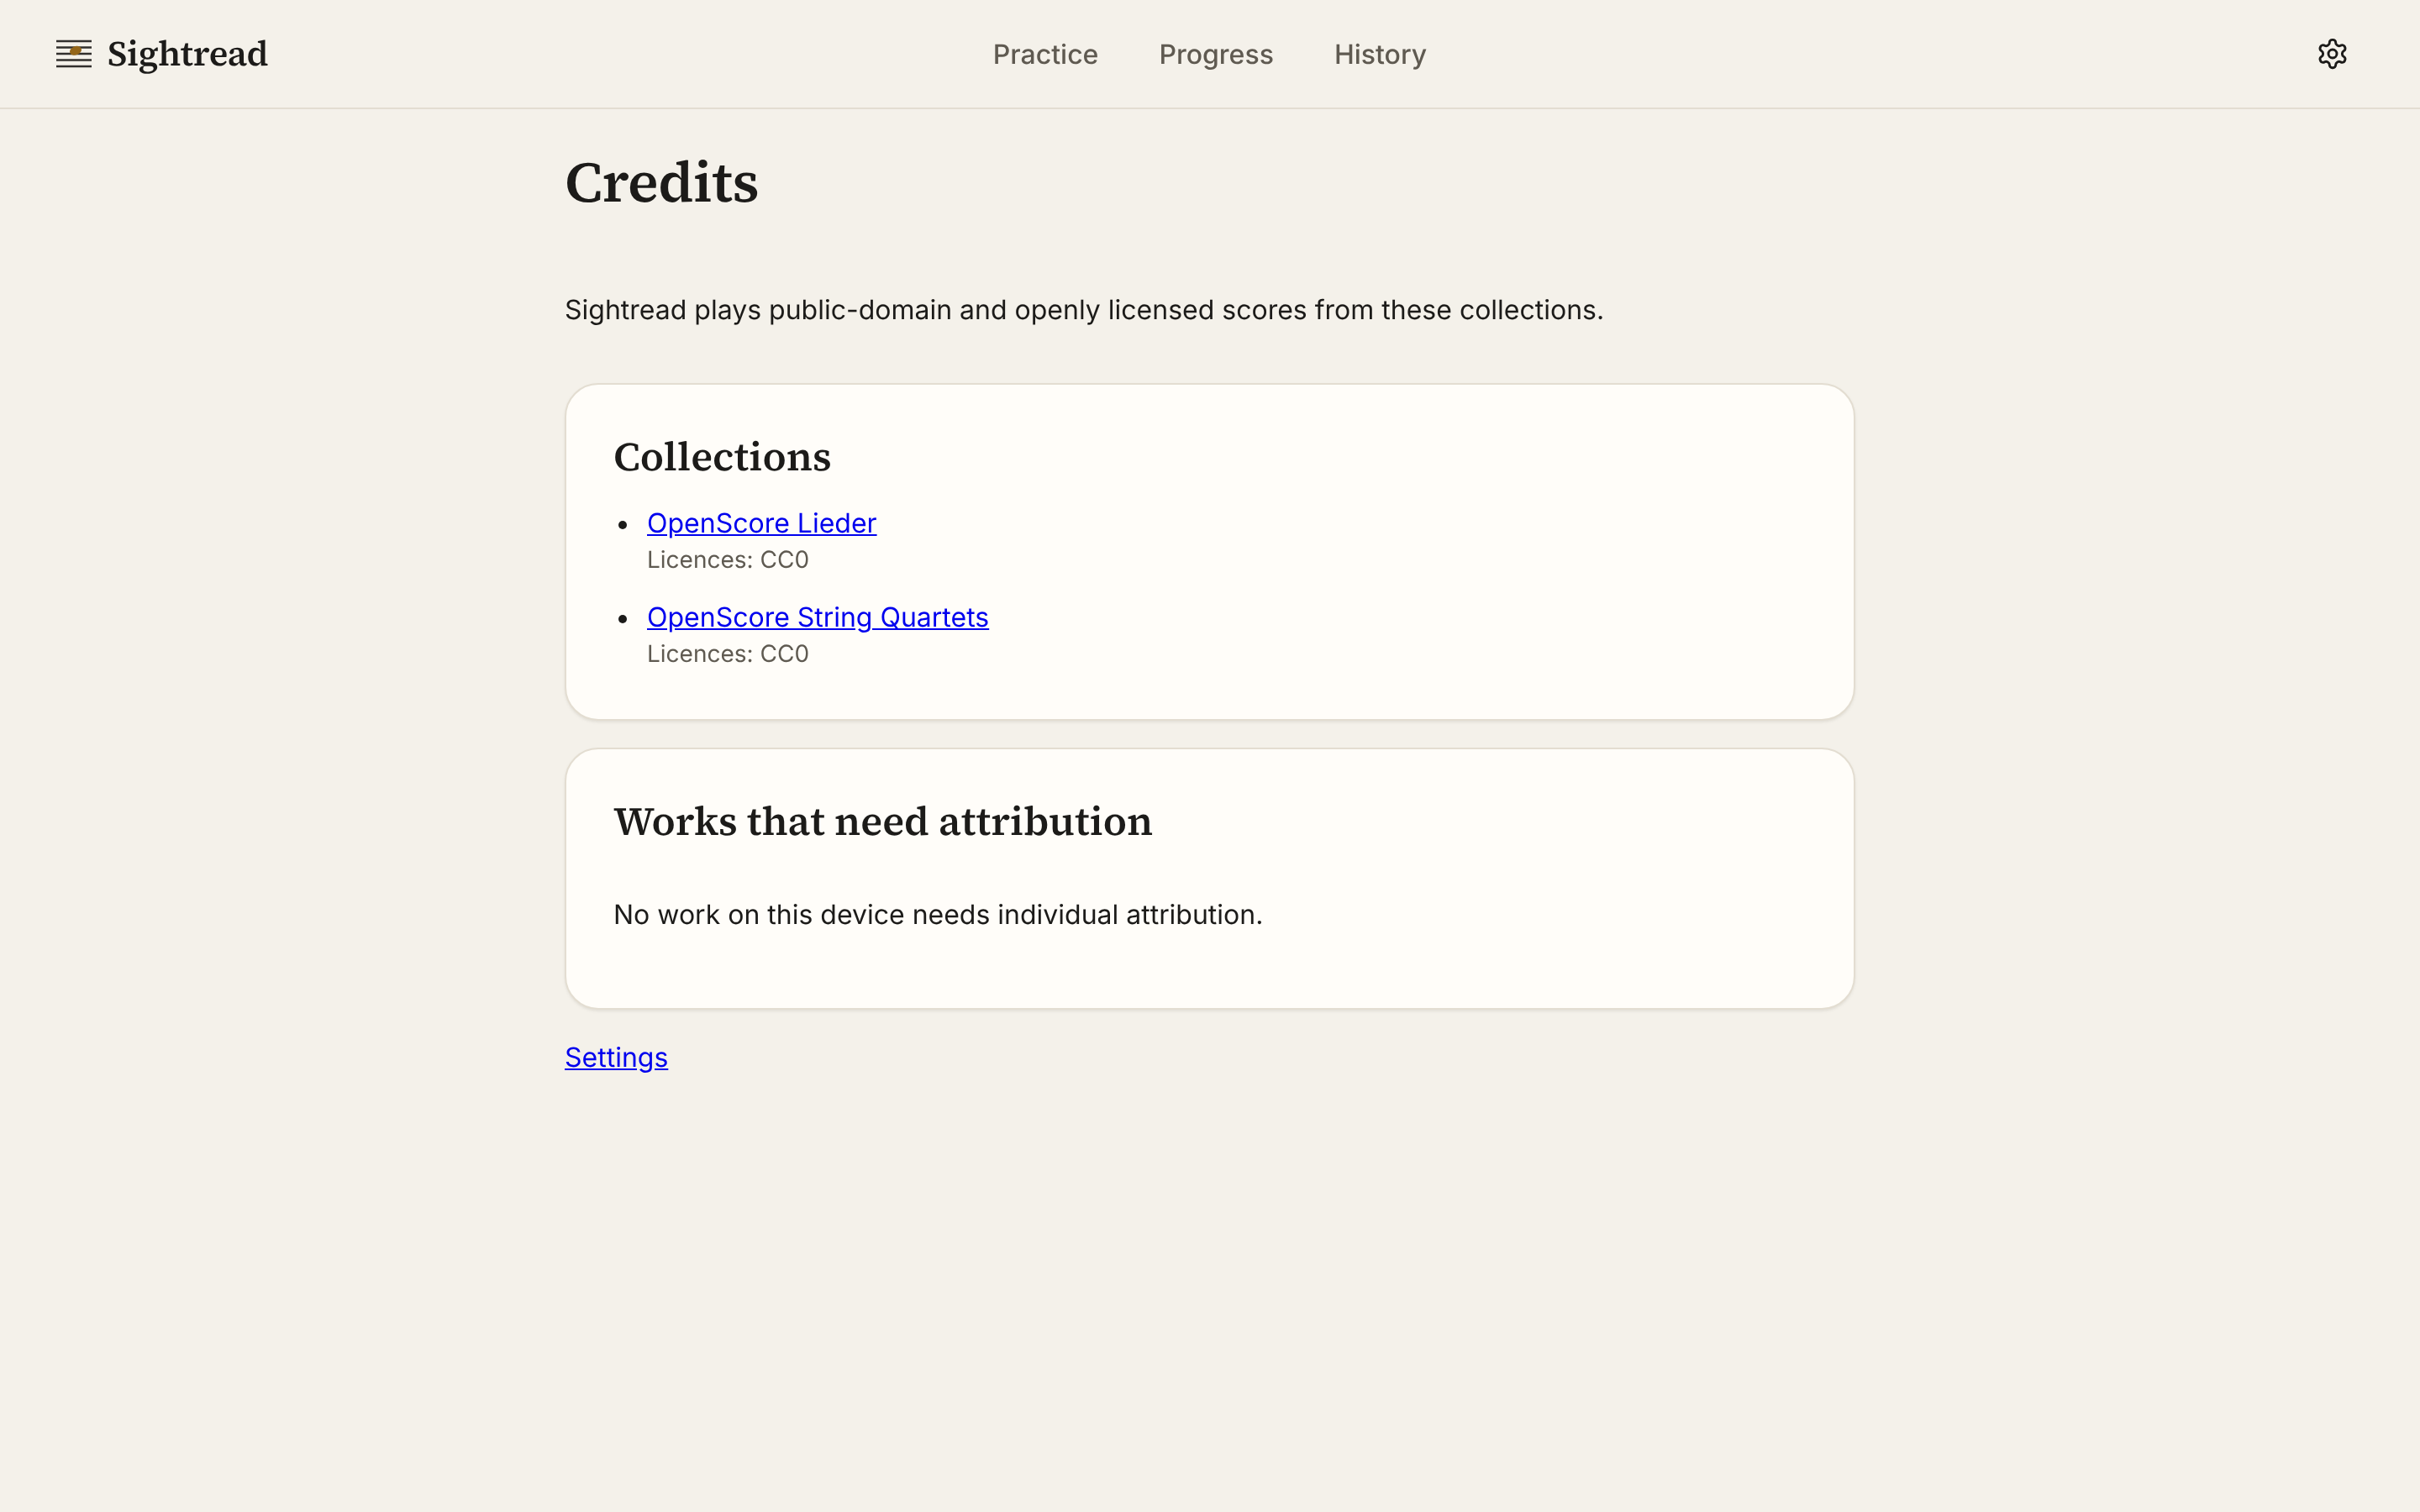 Sightread
Practice
Progress
History
Credits
Sightread plays public-domain and openly licensed scores from these collections.
Collections
OpenScore Lieder
Licences: CC0
OpenScore String Quartets
Licences: CC0
Works that need attribution
No work on this device needs individual attribution.
Settings